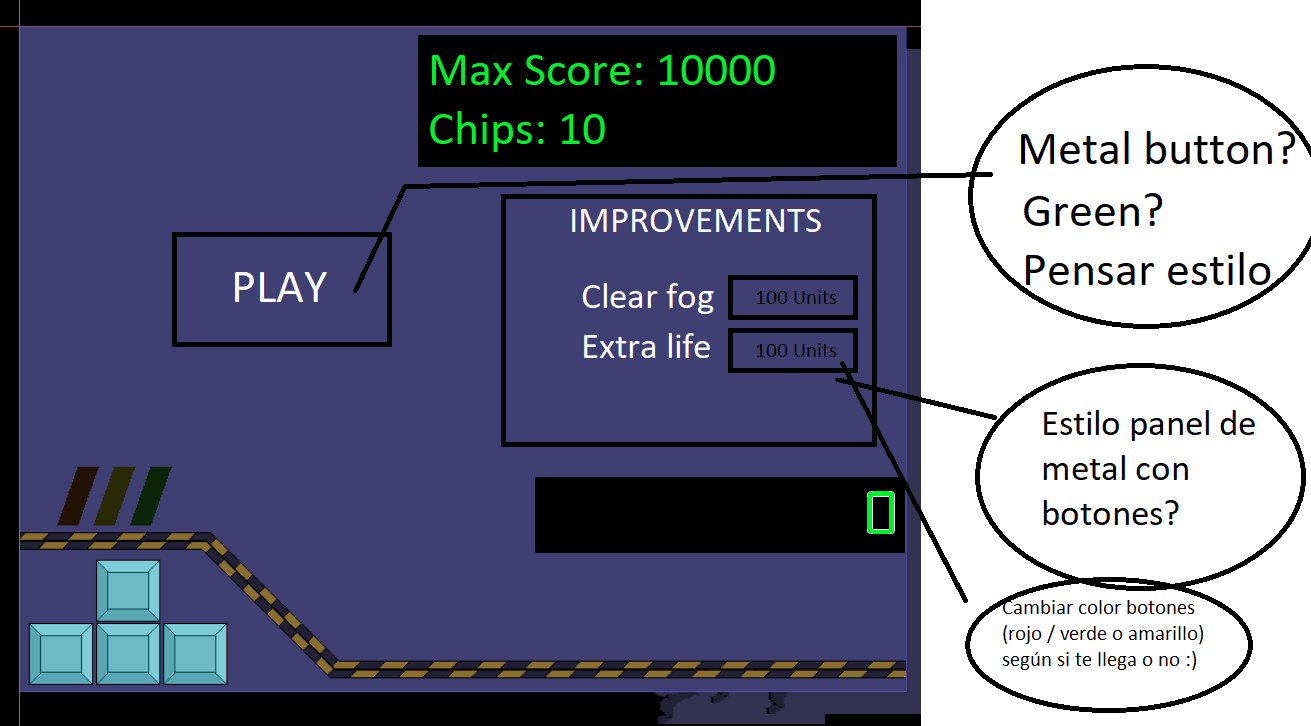 Max Score: 10000
Chips: 10
Metal button?
Green?
Pensar estilo
PLAY
IMPROVEMENTS
Clear fog 100 Units
Extra life 100 Units
Estilo panel de
metal con
botones?
0
Cambiar color botones
(rojo / verde o amarillo)
según si te llega o no :)